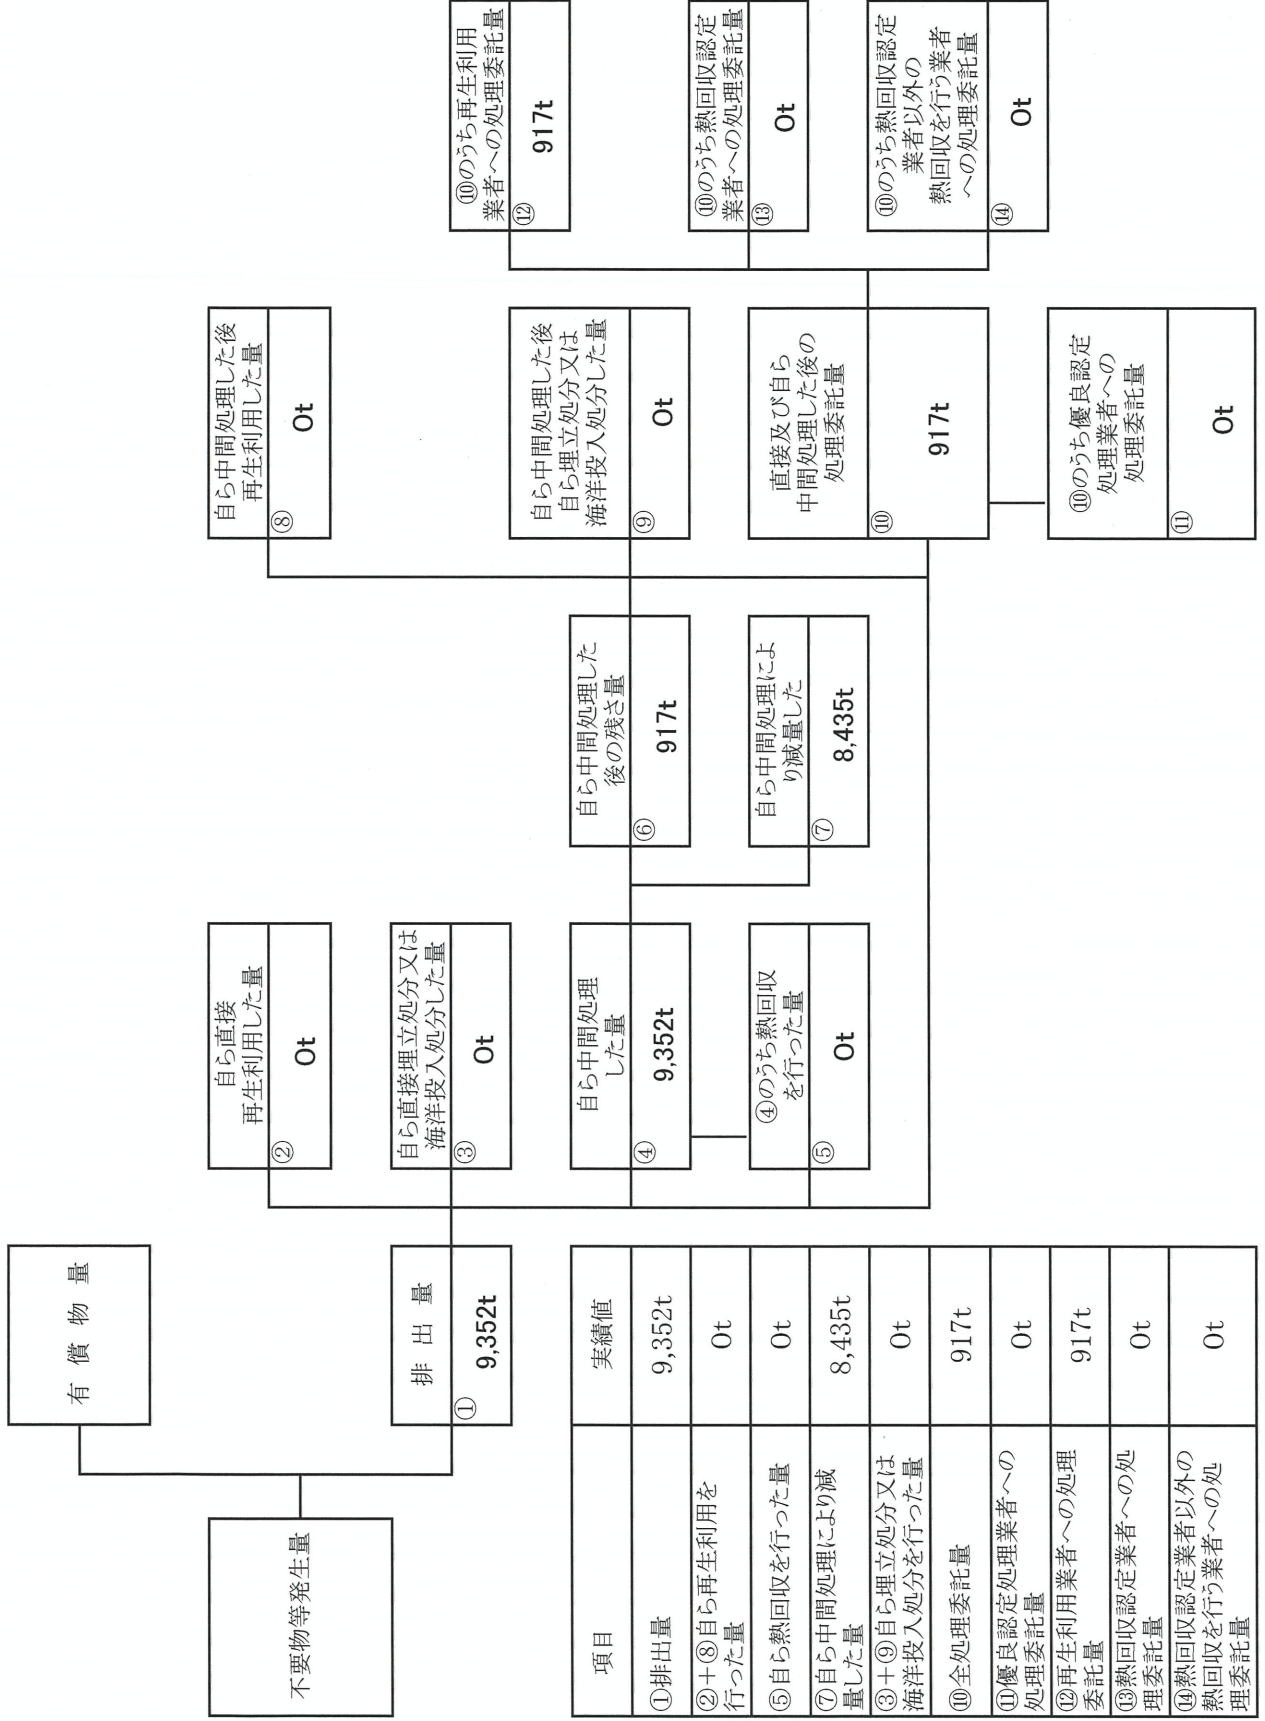 有償物量
不要物等発生量
排出量
①
9,352t
自ら直接
再生利用した量
②
0t
自ら直接埋立処分又は
海洋投入処分した量
③
0t
自ら中間処理
した量
④
9,352t
④のうち熱回収
を行った量
⑤
0t
自ら中間処理した
後の残さ量
⑥
917t
自ら中間処理によ
り減量した
⑦
8,435t
自ら中間処理した後
再生利用した量
⑧
0t
自ら中間処理した後
自ら埋立処分又は
海洋投入処分した量
⑨
0t
直接及び自ら
中間処理した後の
処理委託量
⑩
917t
⑩のうち優良認定
処理業者への
処理委託量
⑪
0t
⑩のうち再生利用
業者への処理委託量
⑫
917t
⑩のうち熱回収認定
業者への処理委託量
⑬
0t
⑩のうち熱回収認定
業者以外の
熱回収を行う業者
への処理委託量
⑭
0t
項目 実績値
①排出量 9,352t
②+⑧自ら再生利用を
行った量 0t
⑤自ら熱回収を行った量 0t
⑦自ら中間処理により減
量した量 8,435t
③+⑨自ら埋立処分又は
海洋投入処分を行った量 0t
⑩全処理委託量 917t
⑪優良認定処理業者への
処理委託量 0t
⑫再生利用業者への処理
委託量 917t
⑬熱回収認定業者への処
理委託量 0t
⑭熱回収認定業者以外の
熱回収を行う業者への処
理委託量 0t